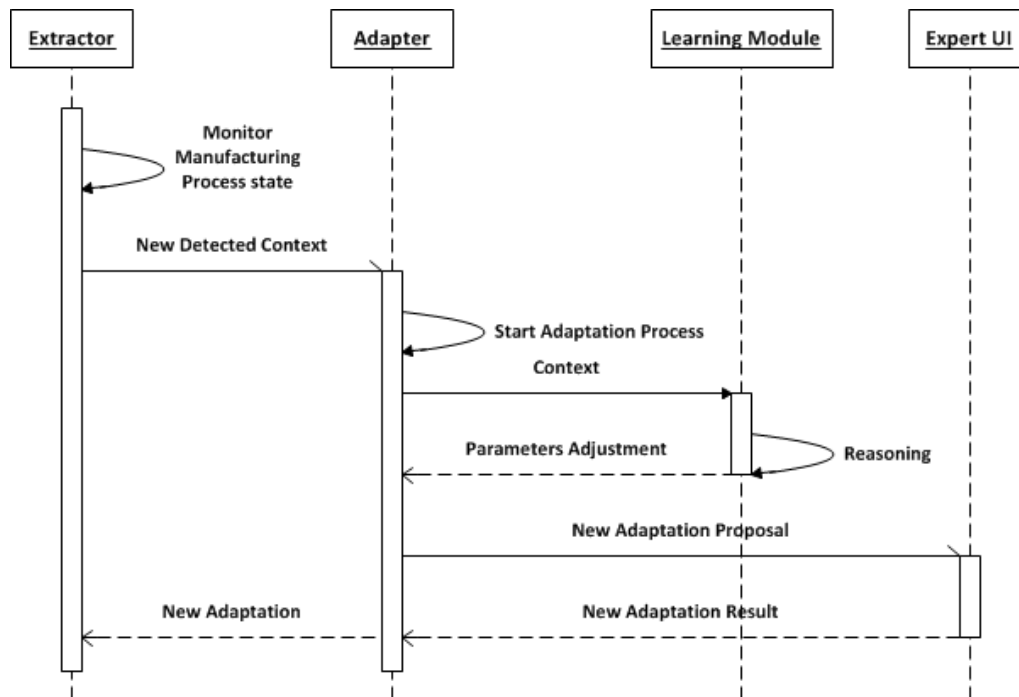 Extractor
Adapter
Learning Module
Expert UI
Monitor
Manufacturing
Process state
New Detected Context
Start Adaptation Process
Context
Parameters Adjustment
Reasoning
New Adaptation Proposal
New Adaptation
New Adaptation Result